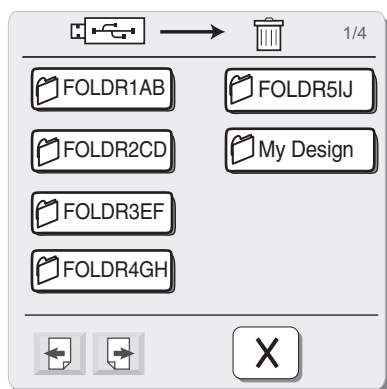 1/4
FOLDR1AB
FOLDR5IJ
FOLDR2CD
My Design
FOLDR3EF
FOLDR4GH
X